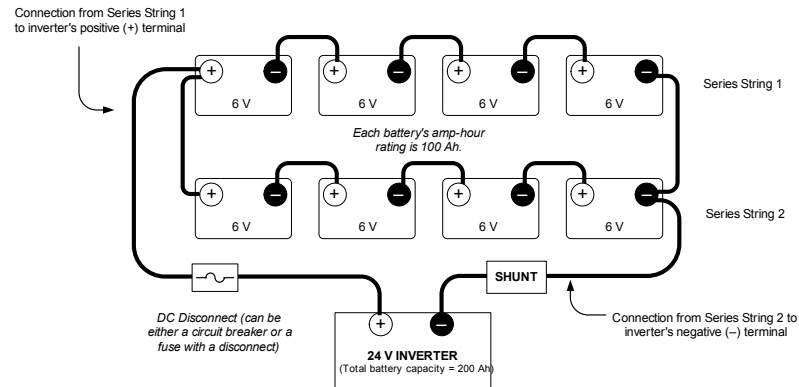 Connection from Series String 1
to inverter's positive (+) terminal
+ – + – + – + –
6 V 6 V 6 V 6 V
Series String 1
Each battery's amp-hour
rating is 100 Ah.
+ – + – + – + –
6 V 6 V 6 V 6 V
Series String 2
SHUNT
DC Disconnect (can be
either a circuit breaker or a
fuse with a disconnect)
+ –
24 V INVERTER
(Total battery capacity = 200 Ah)
Connection from Series String 2 to
inverter's negative (–) terminal